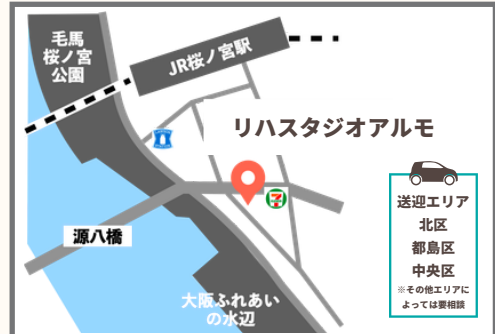 毛馬
桜ノ宮
公園
JR桜ノ宮駅
リハスタジオアルモ
7
源八橋
送迎エリア
北区
都島区
中央区
※その他エリアに
よっては要相談
大阪ふれあい
の水辺